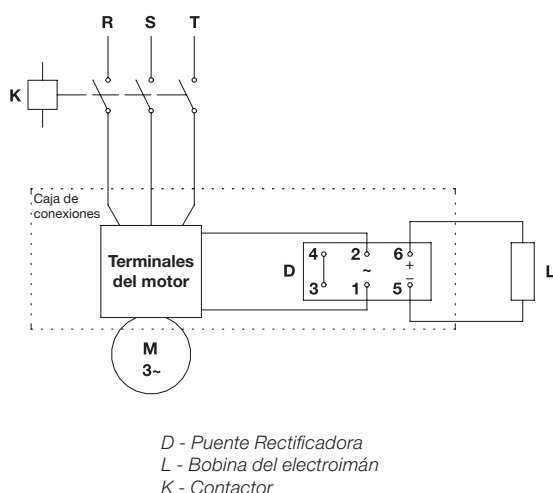 R S T
K
Caja de
conexiones
Terminales
del motor
D
4 2 6
~ +
–
3 1 5
L
M
3~
D - Puente Rectificadora
L - Bobina del electroimán
K - Contactor